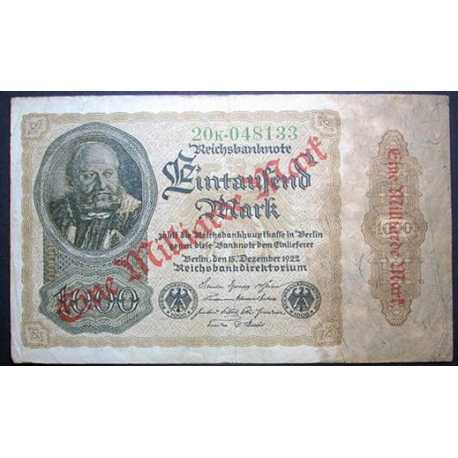 20K·048133
Reichsbanknote
Eintausend
Mark
zahlt die Reichsbankhauptkasse in Berlin
gegen diese Banknote dem Einlieferer
Berlin, den 15. Dezember 1922
Reichsbankdirektorium
1000
Eine Milliarde Mark
1000
Eine Milliarde Mark